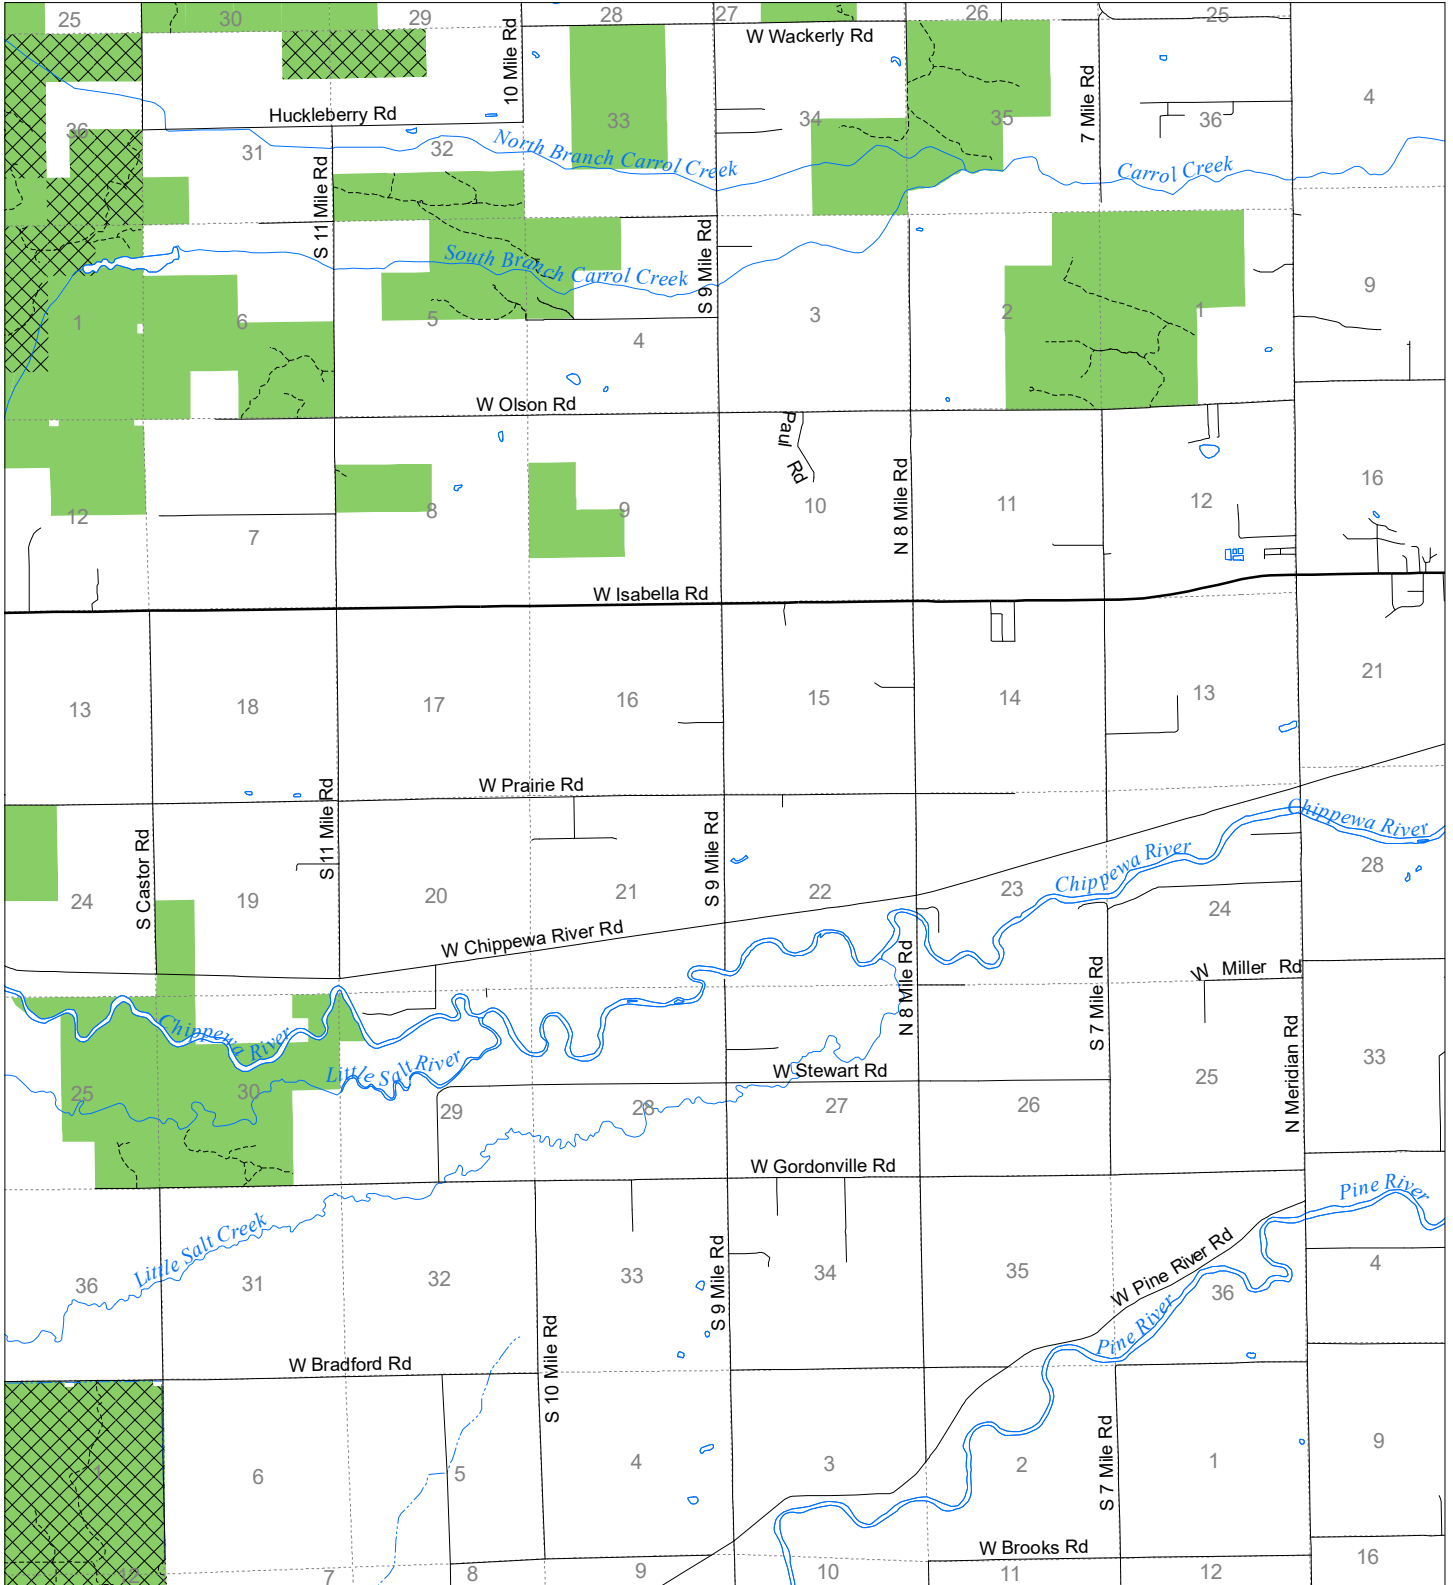 25
30
29
28
27
26
25
10 Mile Rd
W Wackerly Rd
7 Mile Rd
4
Huckleberry Rd
36
31
32
33
34
35
36
North Branch Carrol Creek
Carrol Creek
S 11 Mile Rd
S 9 Mile Rd
South Branch Carrol Creek
1
6
5
4
3
2
1
9
W Olson Rd
Paul Rd
N 8 Mile Rd
12
7
8
9
10
11
12
16
W Isabella Rd
13
18
17
16
15
14
13
21
W Prairie Rd
S 11 Mile Rd
S Castor Rd
S 9 Mile Rd
Chippewa River
Chippewa River
24
19
20
21
22
23
24
28
W Chippewa River Rd
N 8 Mile Rd
S 7 Mile Rd
W Miller Rd
Chippewa River
Little Salt River
N Meridian Rd
W Stewart Rd
25
30
29
28
27
26
25
33
W Gordonville Rd
Pine River
Little Salt Creek
W Pine River Rd
36
31
32
33
34
35
36
4
S 9 Mile Rd
Pine River
W Bradford Rd
S 10 Mile Rd
S 7 Mile Rd
1
6
5
4
3
2
1
9
W Brooks Rd
12
7
8
9
10
11
12
16